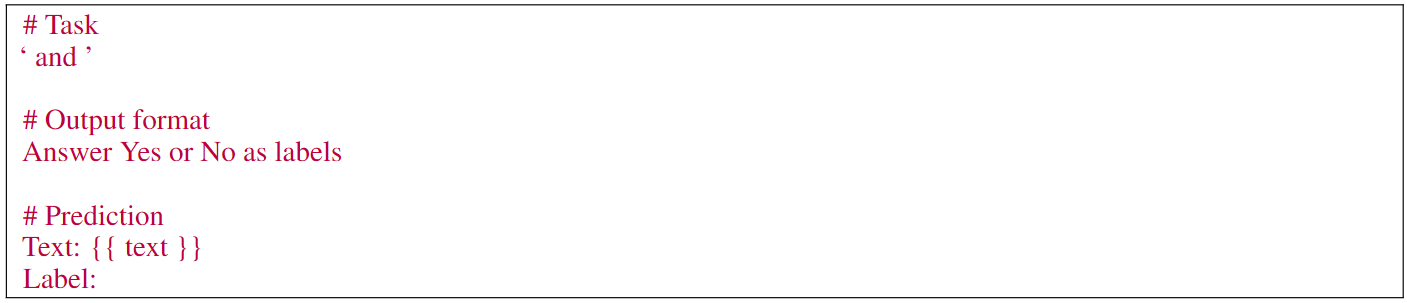 # Task
‘ and ’
# Output format
Answer Yes or No as labels
# Prediction
Text: {{ text }}
Label: